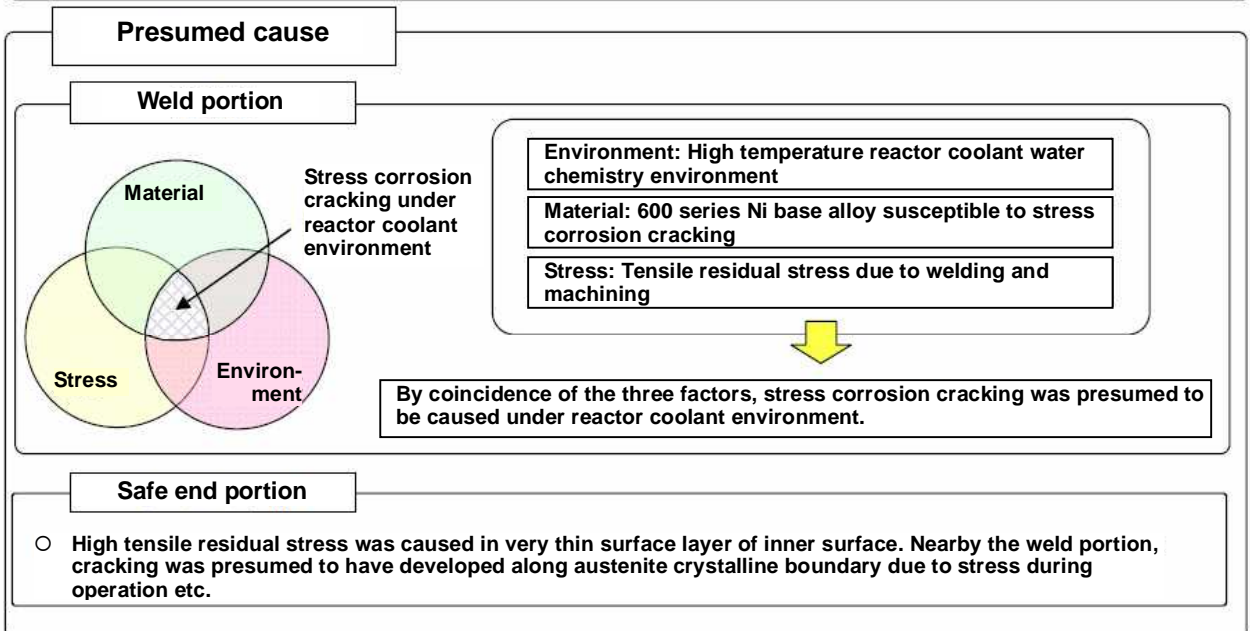 Presumed cause
Weld portion
Material
Stress
Environ-
ment
Stress corrosion
cracking under
reactor coolant
environment
Environment: High temperature reactor coolant water
chemistry environment
Material: 600 series Ni base alloy susceptible to stress
corrosion cracking
Stress: Tensile residual stress due to welding and
machining
By coincidence of the three factors, stress corrosion cracking was presumed to
be caused under reactor coolant environment.
Safe end portion
○ High tensile residual stress was caused in very thin surface layer of inner surface. Nearby the weld portion,
cracking was presumed to have developed along austenite crystalline boundary due to stress during
operation etc.